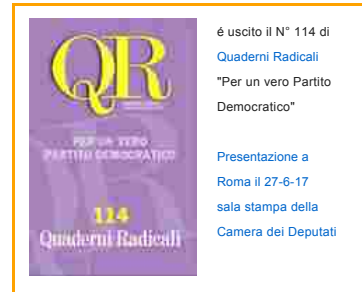 QR
PER UN VERO
PARTITO DEMOCRATICO
114
Quaderni Radicali
é uscito il N° 114 di
Quaderni Radicali
"Per un vero Partito
Democratico"
Presentazione a
Roma il 27-6-17
sala stampa della
Camera dei Deputati